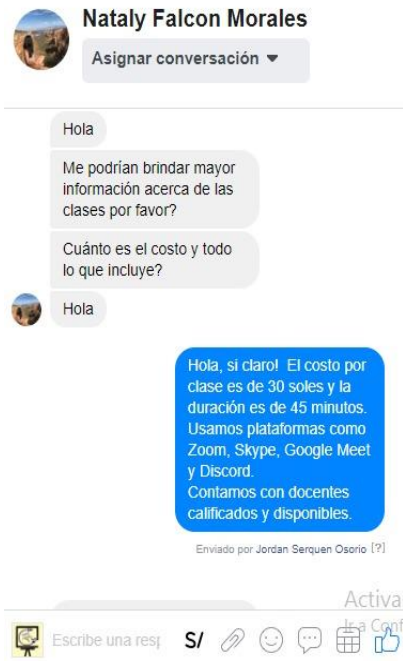 Nataly Falcon Morales
Asignar conversación
Hola
Me podrían brindar mayor
información acerca de las
clases por favor?
Cuánto es el costo y todo
lo que incluye?
Hola
Hola, si claro! El costo por
clase es de 30 soles y la
duración es de 45 minutos.
Usamos plataformas como
Zoom, Skype, Google Meet
y Discord.
Contamos con docentes
calificados y disponibles.
Enviado por Jordan Serquen Osorio [?]
Activa
Ir a Conf
Escribe una resp
S/